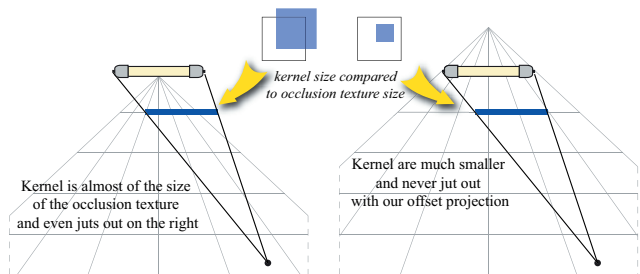 kernel size compared
to occlusion texture size
Kernel is almost of the size
of the occlusion texture
and even juts out on the right
Kernel are much smaller
and never jut out
with our offset projection